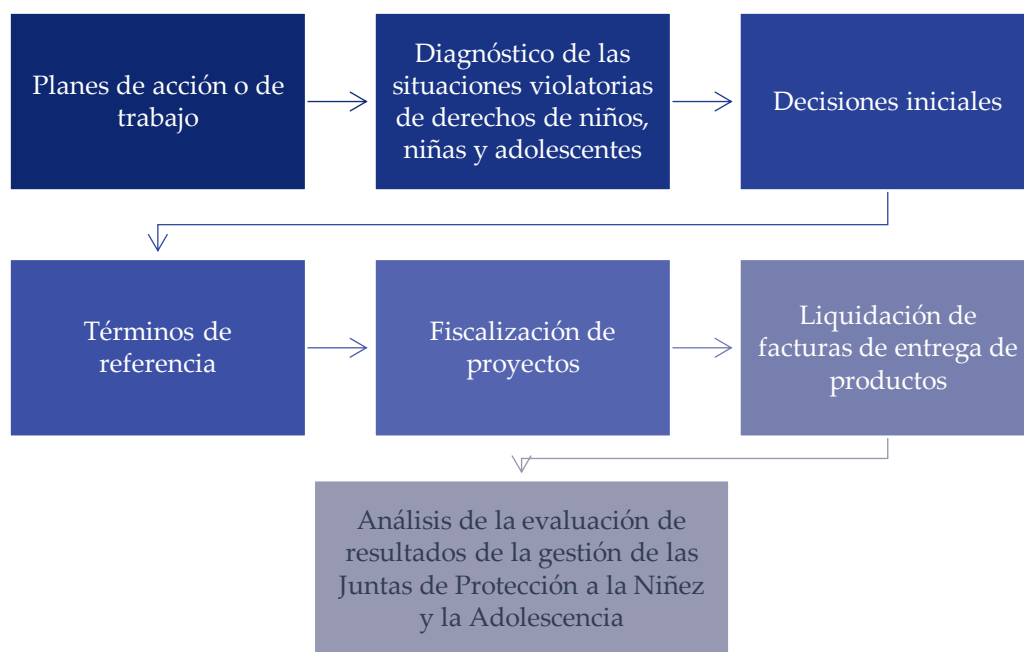 Planes de acción o de
trabajo
Diagnóstico de las
situaciones violatorias
de derechos de niños,
niñas y adolescentes
Decisiones iniciales
Términos de
referencia
Fiscalización de
proyectos
Liquidación de
facturas de entrega de
productos
Análisis de la evaluación de
resultados de la gestión de las
Juntas de Protección a la Niñez
y la Adolescencia